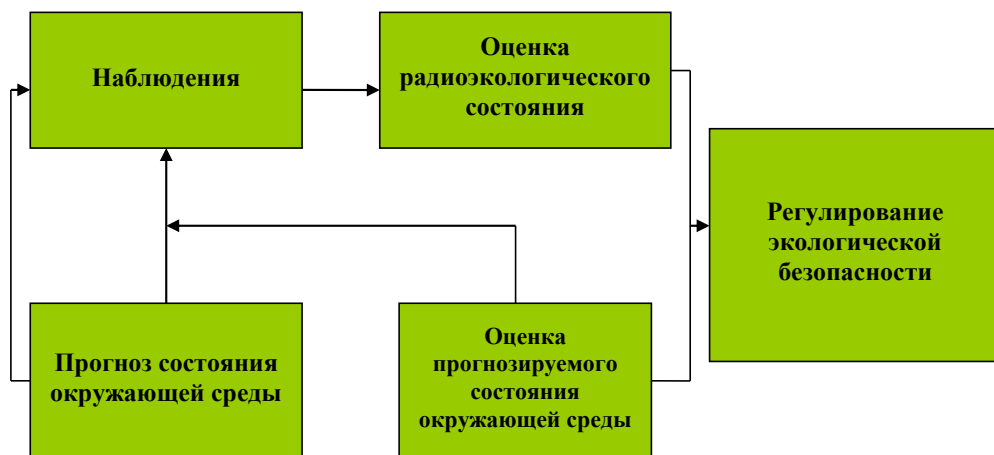 Наблюдения
Оценка
радиоэкологического
состояния
Регулирование
экологической
безопасности
Прогноз состояния
окружающей среды
Оценка
прогнозируемого
состояния
окружающей среды